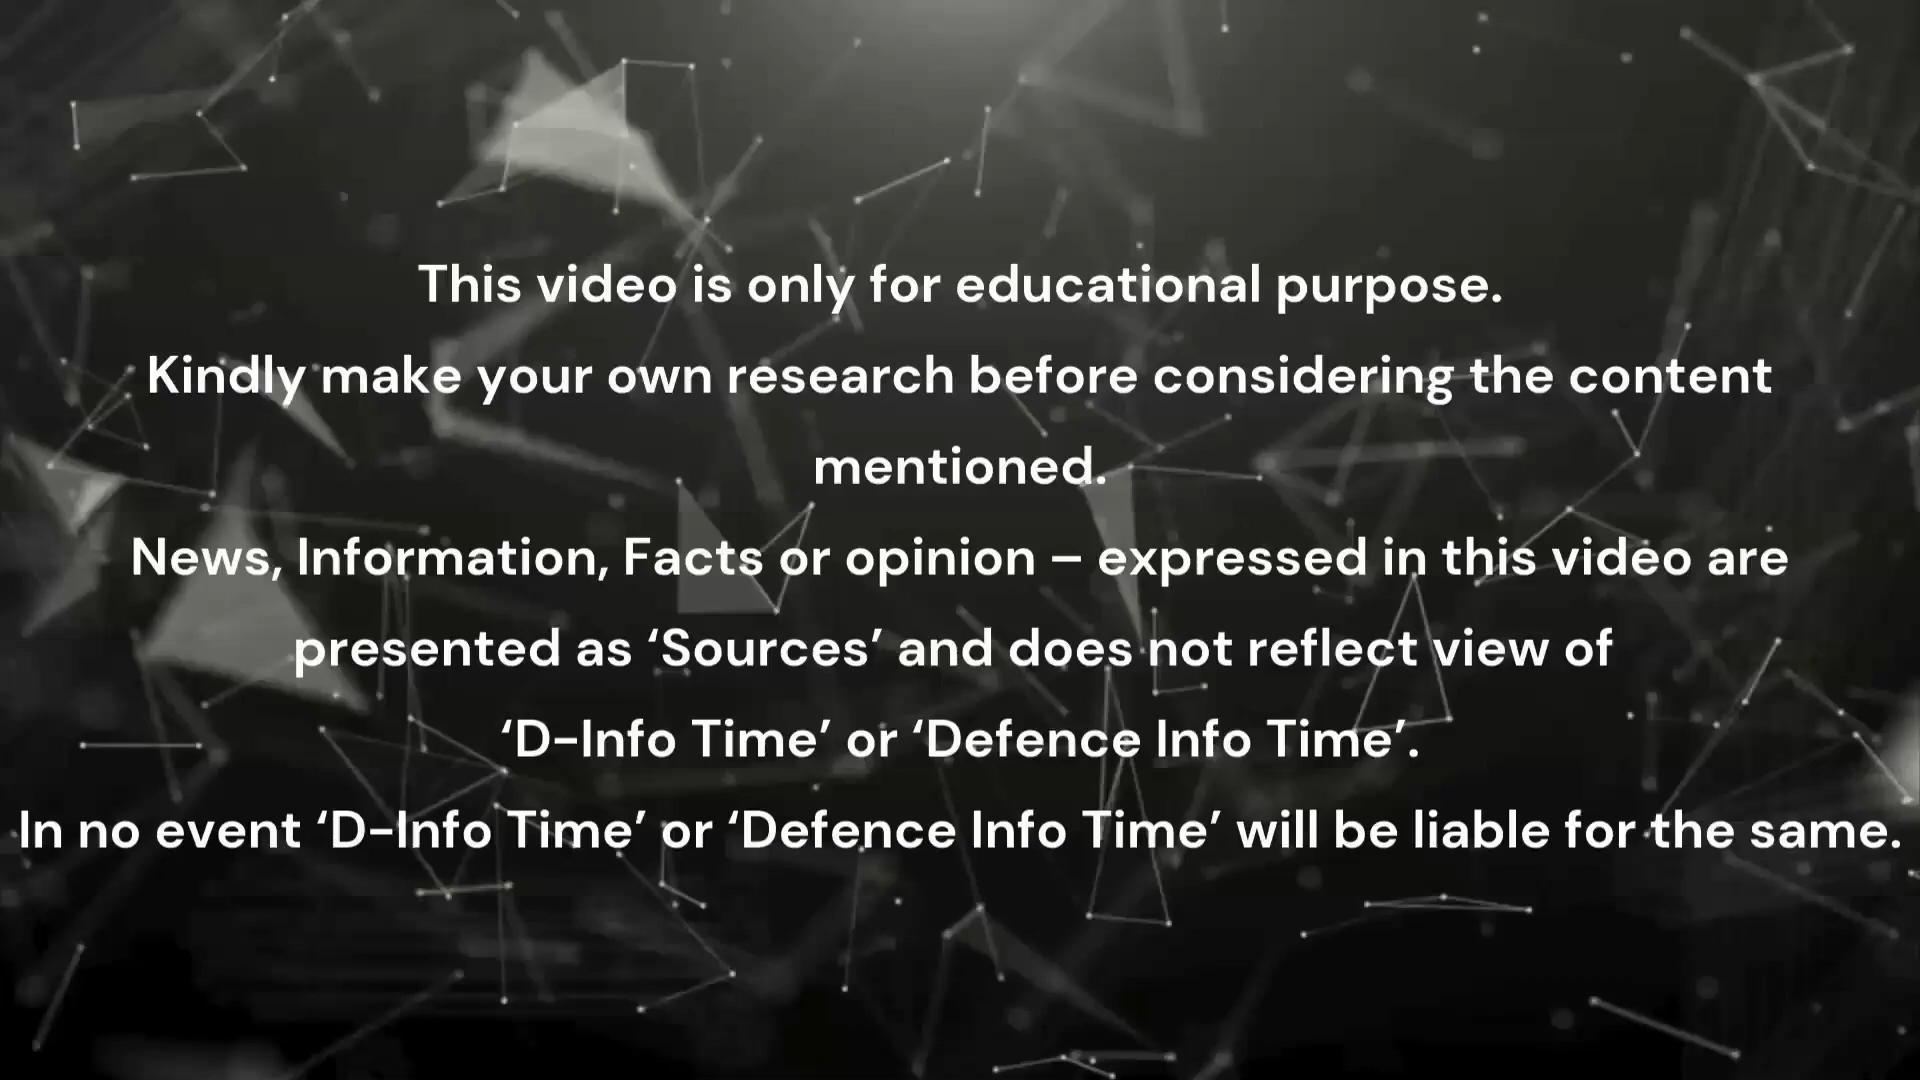 This video is only for educational purpose.
Kindly make your own research before considering the content
mentioned.
News, Information, Facts or opinion – expressed in this video are
presented as ‘Sources’ and does not reflect view of
‘D-Info Time’ or ‘Defence Info Time’.
In no event ‘D-Info Time’ or ‘Defence Info Time’ will be liable for the same.